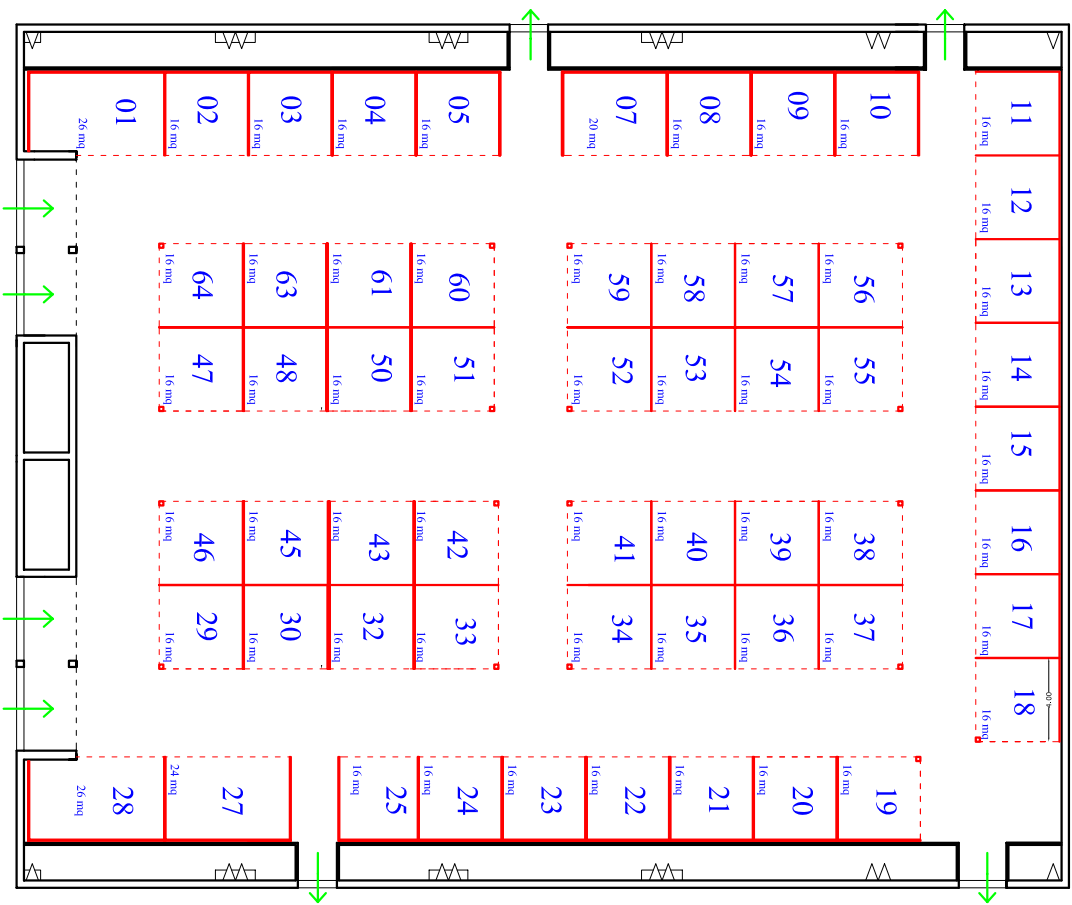 01
26 mq
02
16 mq
03
16 mq
04
16 mq
05
16 mq
07
20 mq
08
16 mq
09
16 mq
10
16 mq
11
16 mq
12
16 mq
13
16 mq
14
16 mq
15
16 mq
16
16 mq
17
16 mq
18
16 mq
4.00
64
16 mq
63
16 mq
61
16 mq
60
16 mq
59
16 mq
58
16 mq
57
16 mq
56
16 mq
47
16 mq
48
16 mq
50
16 mq
51
16 mq
52
16 mq
53
16 mq
54
16 mq
55
16 mq
46
16 mq
45
16 mq
43
16 mq
42
16 mq
41
16 mq
40
16 mq
39
16 mq
38
16 mq
29
16 mq
30
16 mq
32
16 mq
33
16 mq
34
16 mq
35
16 mq
36
16 mq
37
16 mq
28
26 mq
27
24 mq
25
16 mq
24
16 mq
23
16 mq
22
16 mq
21
16 mq
20
16 mq
19
16 mq